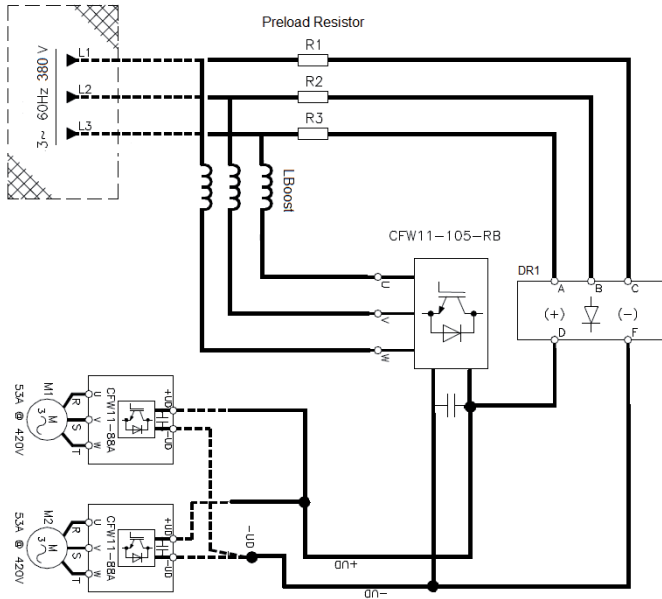 Preload Resistor
3~ 60Hz 380 V
L1
L2
L3
R1
R2
R3
LBoost
CFW11-105-RB
U
V
W
DR1
A
B
C
(+)
(-)
D
F
M1
53A @ 420V
M
3
R
S
T
U
V
W
CFW11-88A
+UD
-UD
M2
53A @ 420V
M
3
R
S
T
U
V
W
CFW11-88A
+UD
-UD
-UD
+UD
-UD